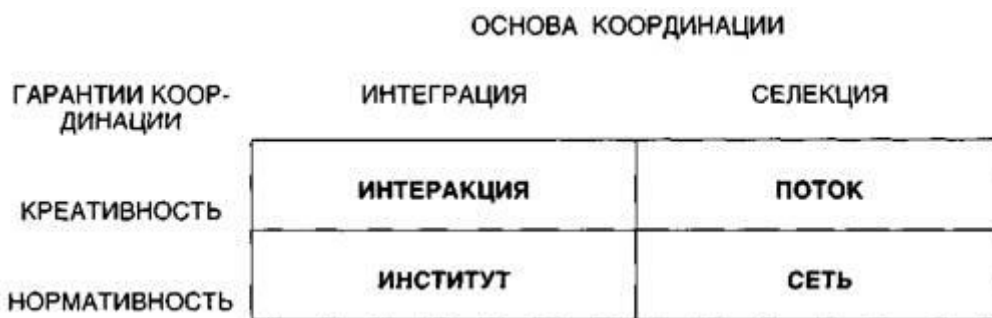 ОСНОВА КООРДИНАЦИИ
ГАРАНТИИ КООР-
ДИНАЦИИ
ИНТЕГРАЦИЯ
СЕЛЕКЦИЯ
КРЕАТИВНОСТЬ
ИНТЕРАКЦИЯ
ПОТОК
НОРМАТИВНОСТЬ
ИНСТИТУТ
СЕТЬ